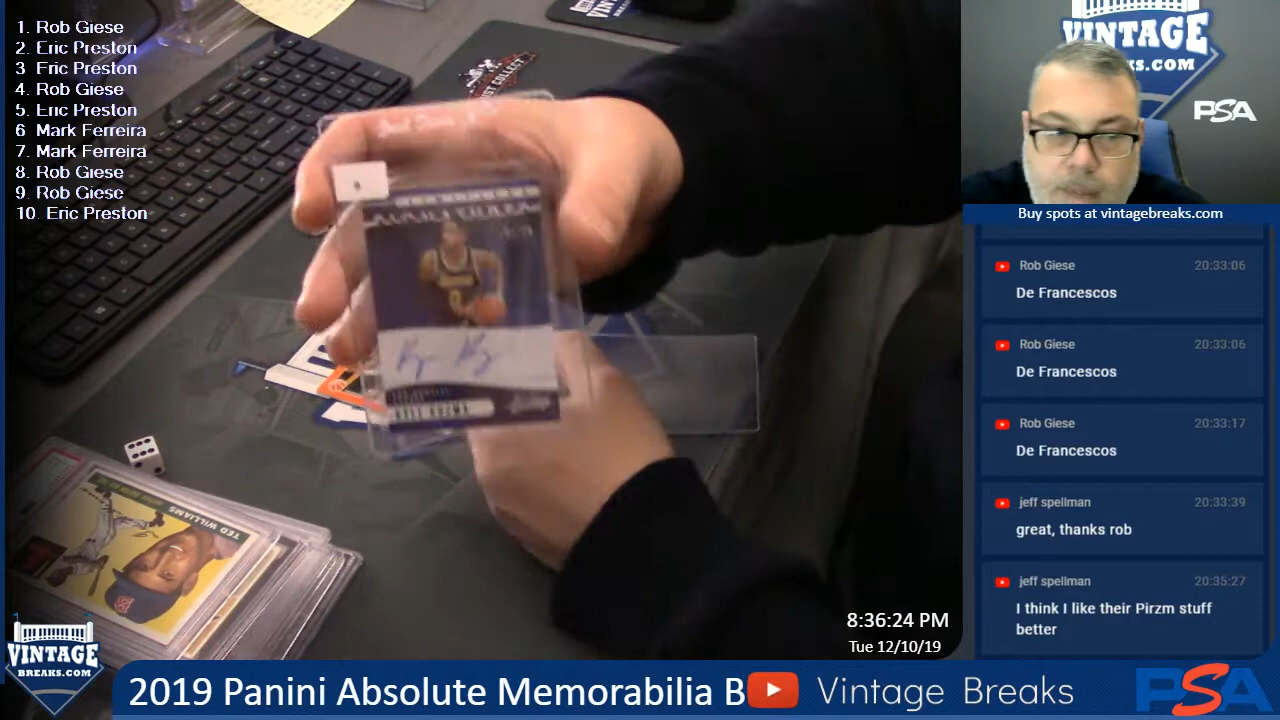 1. Rob Giese
2. Eric Preston
3 Eric Preston
4. Rob Giese
5. Eric Preston
6 Mark Ferreira
7. Mark Ferreira
8. Rob Giese
9. Rob Giese
10. Eric Preston
VINTAGE
KS.COM
PSA
Buy spots at vintagebreaks.com
Rob Giese 20:33:06
De Francescos
Rob Giese 20:33:06
De Francescos
Rob Giese 20:33:17
De Francescos
jeff spellman 20:33:39
great, thanks rob
jeff spellman 20:35:27
I think I like their Pirzm stuff
better
KYLE KUZMA
TED WILLIAMS
8:36:24 PM
Tue 12/10/19
VINTAGE
BREAKS.COM
2019 Panini Absolute Memorabilia B
Vintage Breaks
PSA